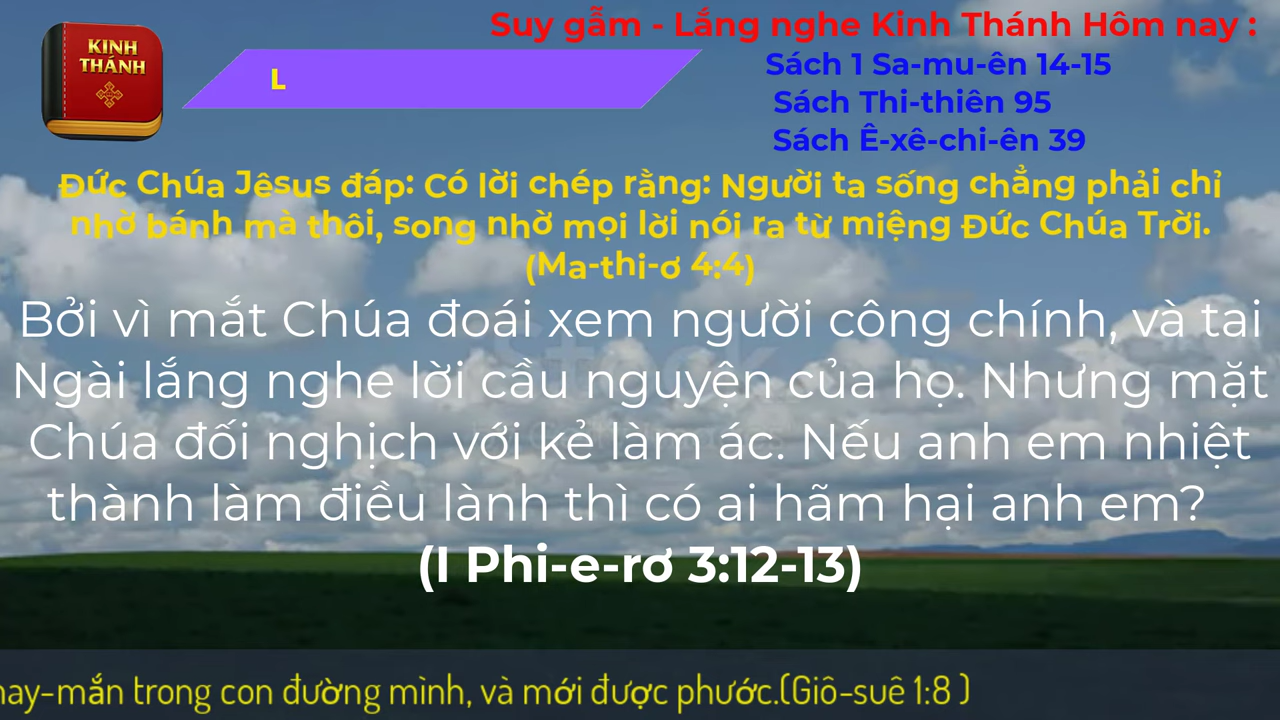 Suy gẫm - Lắng nghe Kinh Thánh Hôm nay :
KINH
THÁNH
L
Sách 1 Sa-mu-ên 14-15
Sách Thi-thiên 95
Sách Ê-xê-chi-ên 39
Đức Chúa Jêsus đáp: Có lời chép rằng: Người ta sống chẳng phải chỉ
nhờ bánh mà thôi, song nhờ mọi lời nói ra từ miệng Đức Chúa Trời.
(Ma-thi-ơ 4:4)
Bởi vì mắt Chúa đoái xem người công chính, và tai
Ngài lắng nghe lời cầu nguyện của họ. Nhưng mặt
Chúa đối nghịch với kẻ làm ác. Nếu anh em nhiệt
thành làm điều lành thì có ai hãm hại anh em?
(I Phi-e-rơ 3:12-13)
may-mắn trong con đường mình, và mới được phước.(Giô-suê 1:8 )